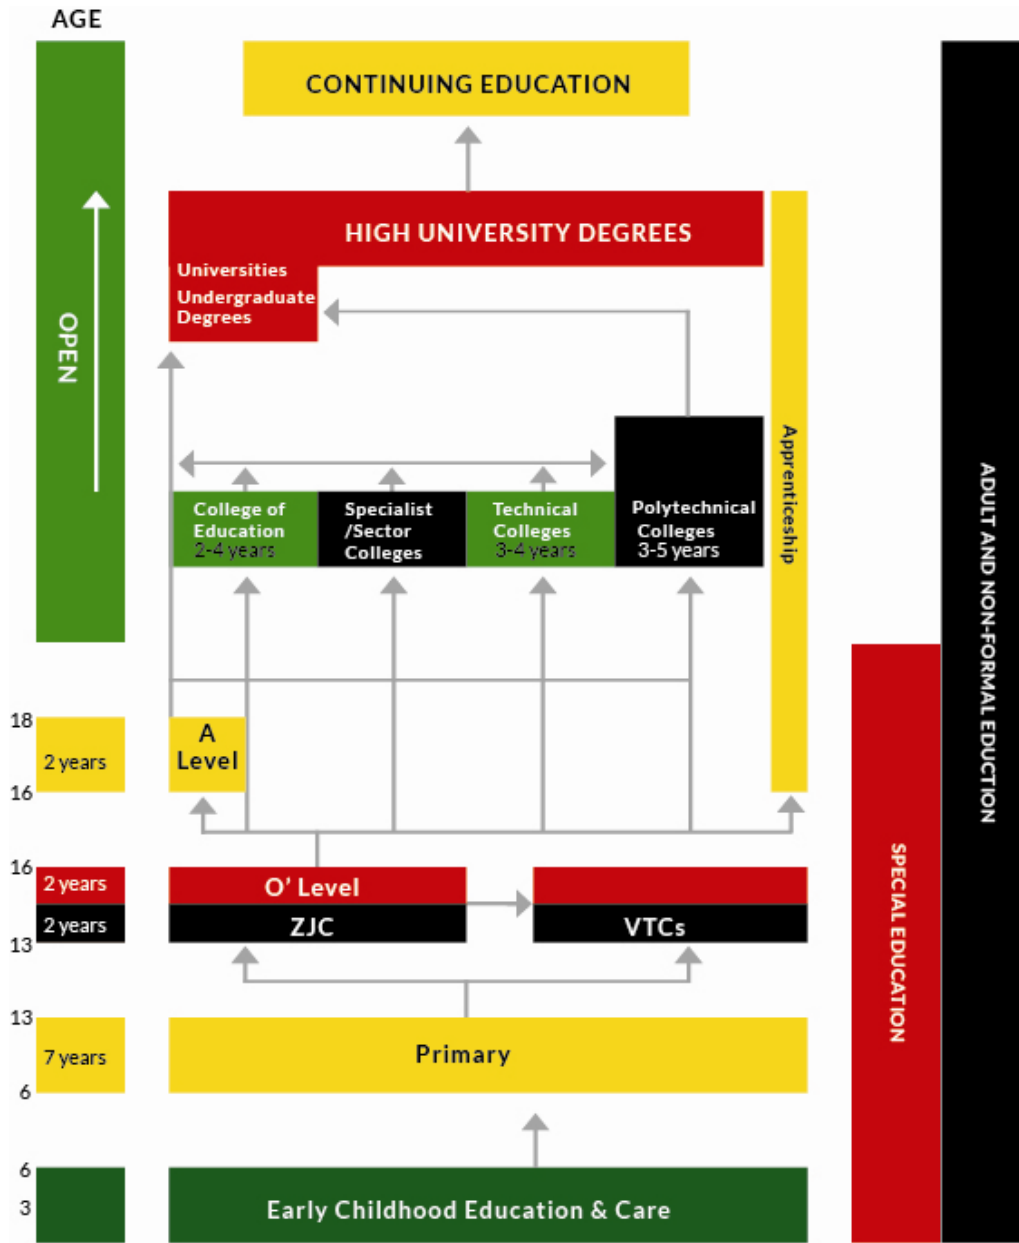 AGE
CONTINUING EDUCATION
HIGH UNIVERSITY DEGREES
Universities
Undergraduate
Degrees
OPEN
College of
Education
2-4 years
Specialist
/Sector
Colleges
Technical
Colleges
3-4 years
Polytechnical
Colleges
3-5 years
Apprenticeship
ADULT AND NON-FORMAL EDUCTION
SPECIAL EDUCATION
18
2 years
16
A
Level
16
2 years
O' Level
2 years
ZJC
VTCs
13
13
7 years
Primary
6
6
3
Early Childhood Education & Care